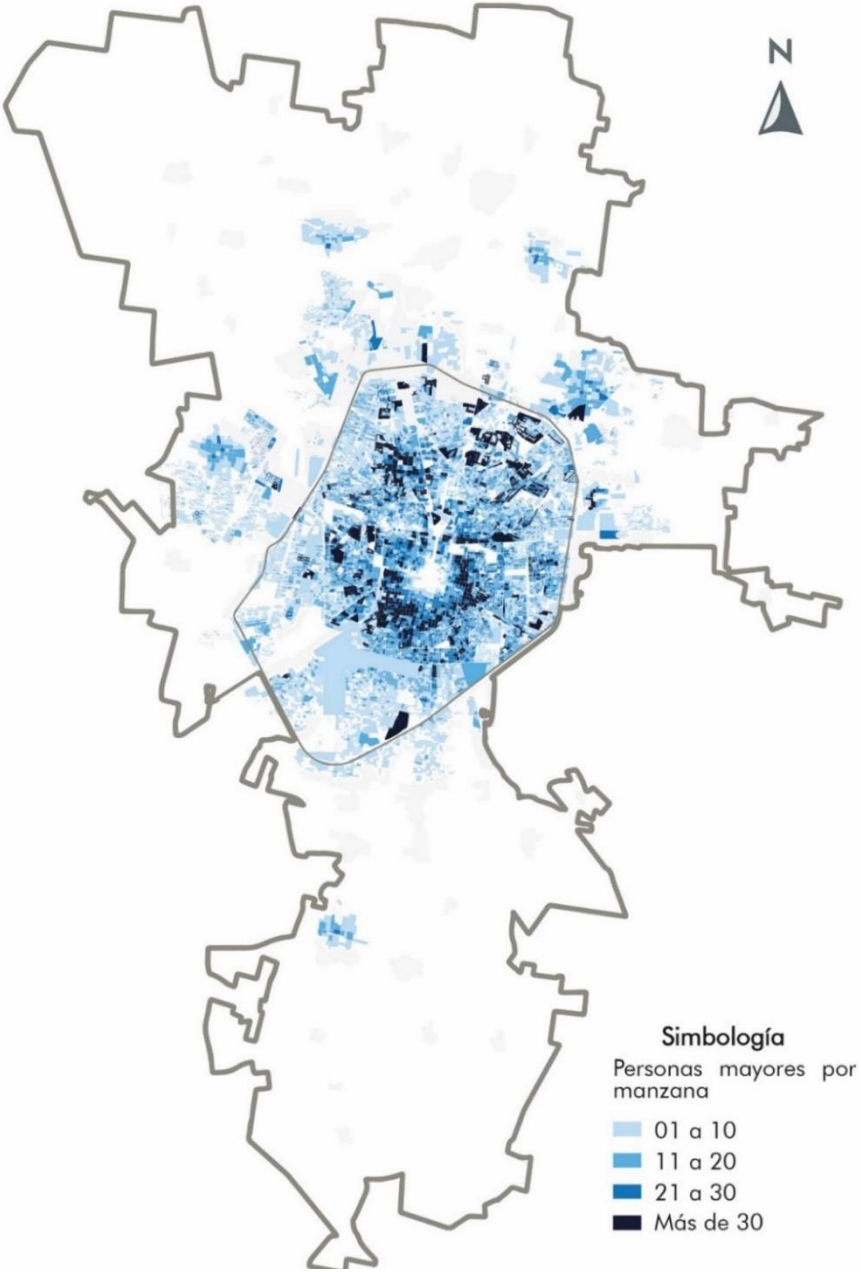 N
Simbología
Personas mayores por
manzana
01 a 10
11 a 20
21 a 30
Más de 30